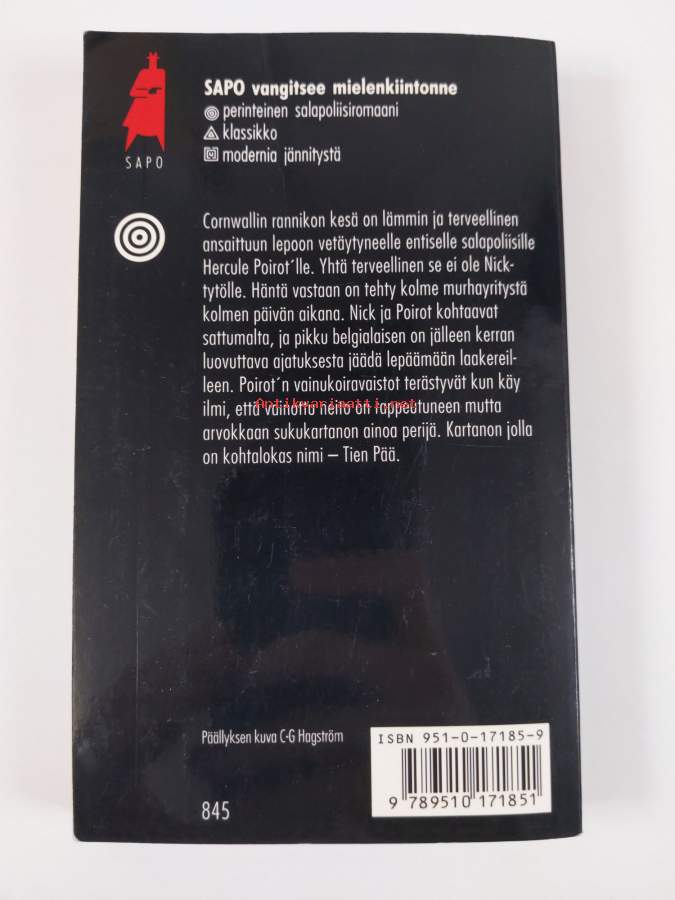 SAPO vangitsee mielenkiintonne
perinteinen salapoliisiromaani
klassikko
modernia jännitystä
SAPO
Cornwallin rannikon kesä on lämmin ja terveellinen
ansaittuun lepoon vetäytyneelle entiselle salapoliisille
Hercule Poirot´lle. Yhtä terveellinen se ei ole Nick-
tytölle. Häntä vastaan on tehty kolme murhayritystä
kolmen päivän aikana. Nick ja Poirot kohtaavat
sattumalta, ja pikku belgialaisen on jälleen kerran
luovuttava ajatuksesta jäädä lepäämään laakereil-
leen. Poirot´n vainukoiravaistot terästyvät kun käy
ilmi, että vainottu neito on rappeutuneen mutta
Antikvariaatti.net
arvokkaan sukukartanon ainoa perijä. Kartanon jolla
on kohtalokas nimi – Tien Pää.
Päällyksen kuva C-G Hagström
ISBN 951-0-17185-9
9 789510 171851
845